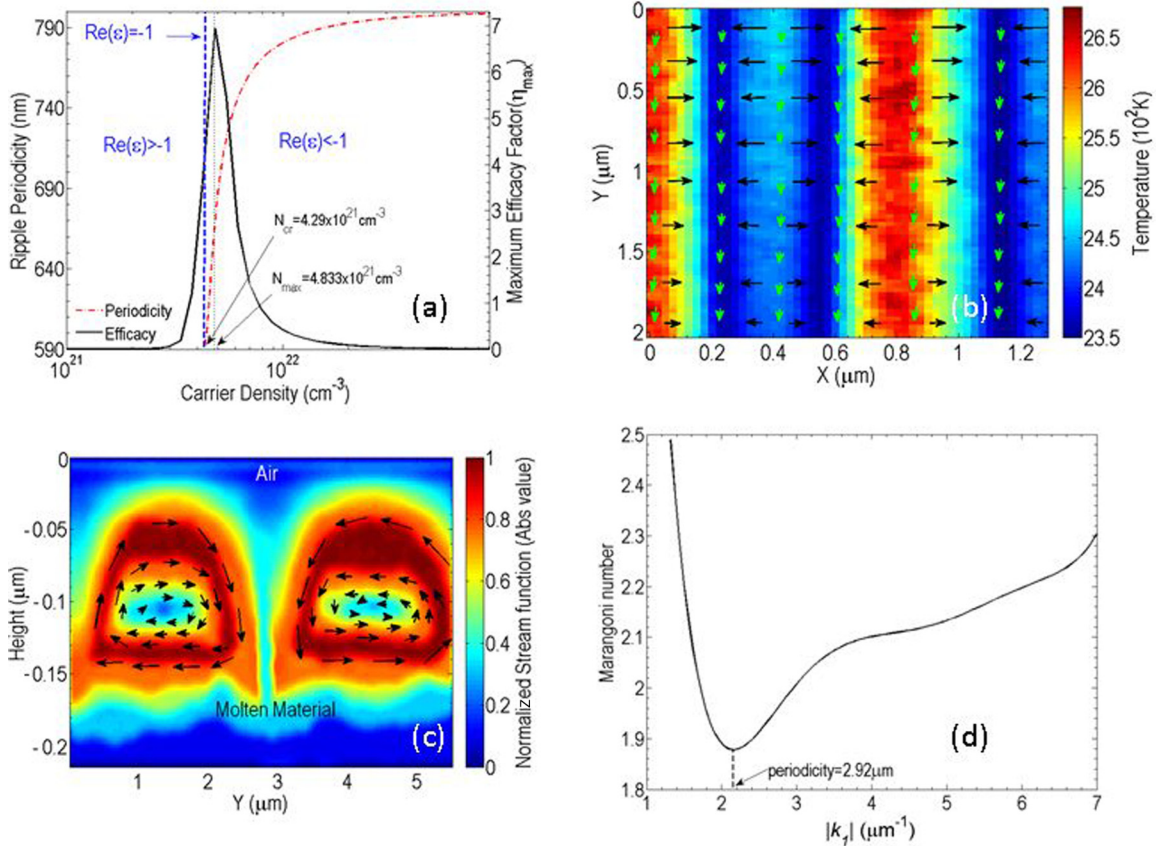 790
740
690
640
590
Ripple Periodicity (nm)
Re(ε)=-1
Re(ε)>-1
Re(ε)<-1
N_cr=4.29x10^21 cm^-3
N_max=4.833x10^21 cm^-3
Periodicity
Efficacy
(a)
7
6
5
4
3
2
1
0
Maximum Efficacy Factor(η_max)
10^21
10^22
Carrier Density (cm^-3)
0
0.5
1
1.5
2
Y (μm)
(b)
0 0.2 0.4 0.6 0.8 1 1.2
X (μm)
26.5
26
25.5
25
24.5
24
23.5
Temperature (10^2K)
0
-0.05
-0.1
-0.15
-0.2
Height (μm)
Air
Molten Material
(c)
1 2 3 4 5
Y (μm)
1
0.8
0.6
0.4
0.2
0
Normalized Stream function (Abs value)
2.5
2.4
2.3
2.2
2.1
2
1.9
1.8
Marangoni number
(d)
periodicity=2.92μm
1 2 3 4 5 6 7
|k_1| (μm^-1)